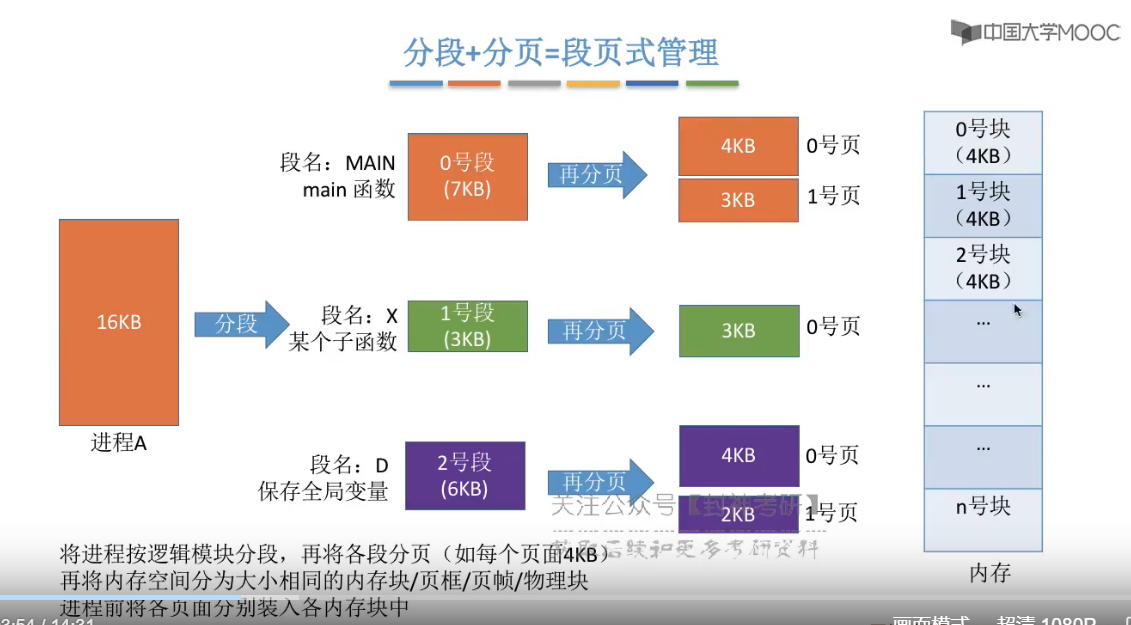 中国大学MOOC
分段+分页=段页式管理
段名：MAIN
main 函数
0号段
(7KB)
再分页
4KB
0号页
3KB
1号页
16KB
进程A
分段
段名：X
某个子函数
1号段
(3KB)
再分页
3KB
0号页
段名：D
保存全局变量
2号段
(6KB)
再分页
4KB
0号页
2KB
1号页
0号块
（4KB）
1号块
（4KB）
2号块
（4KB）
...
...
...
n号块
内存
关注公众号【封神考研】
将进程按逻辑模块分段，再将各段分页（如每个页面4KB）
再将内存空间分为大小相同的内存块/页框/页帧/物理块
进程前将各页面分别装入各内存块中
3:54 / 14:31
画面模式
超清 1080P